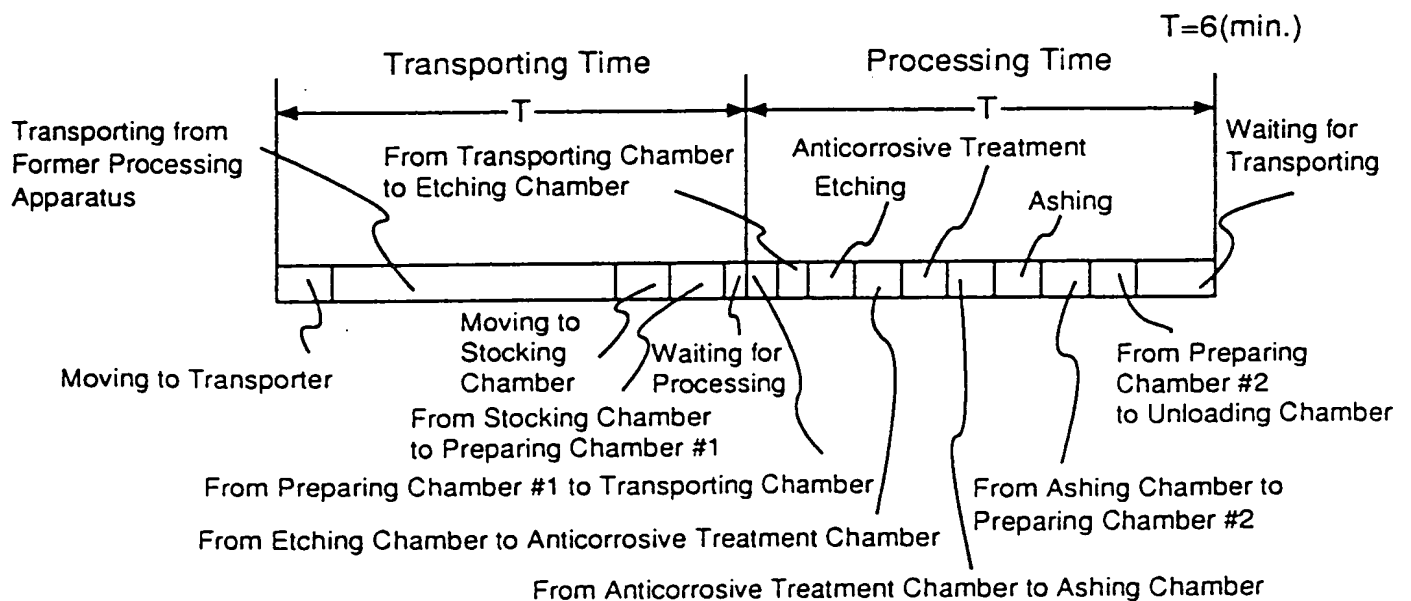 T=6(min.)
Transporting Time
Processing Time
T
T
Transporting from
Former Processing
Apparatus
From Transporting Chamber
to Etching Chamber
Anticorrosive Treatment
Etching
Ashing
Waiting for
Transporting
Moving to Transporter
Moving to
Stocking
Chamber
Waiting for
Processing
From Stocking Chamber
to Preparing Chamber #1
From Preparing Chamber #1 to Transporting Chamber
From Etching Chamber to Anticorrosive Treatment Chamber
From Anticorrosive Treatment Chamber to Ashing Chamber
From Ashing Chamber to
Preparing Chamber #2
From Preparing
Chamber #2
to Unloading Chamber